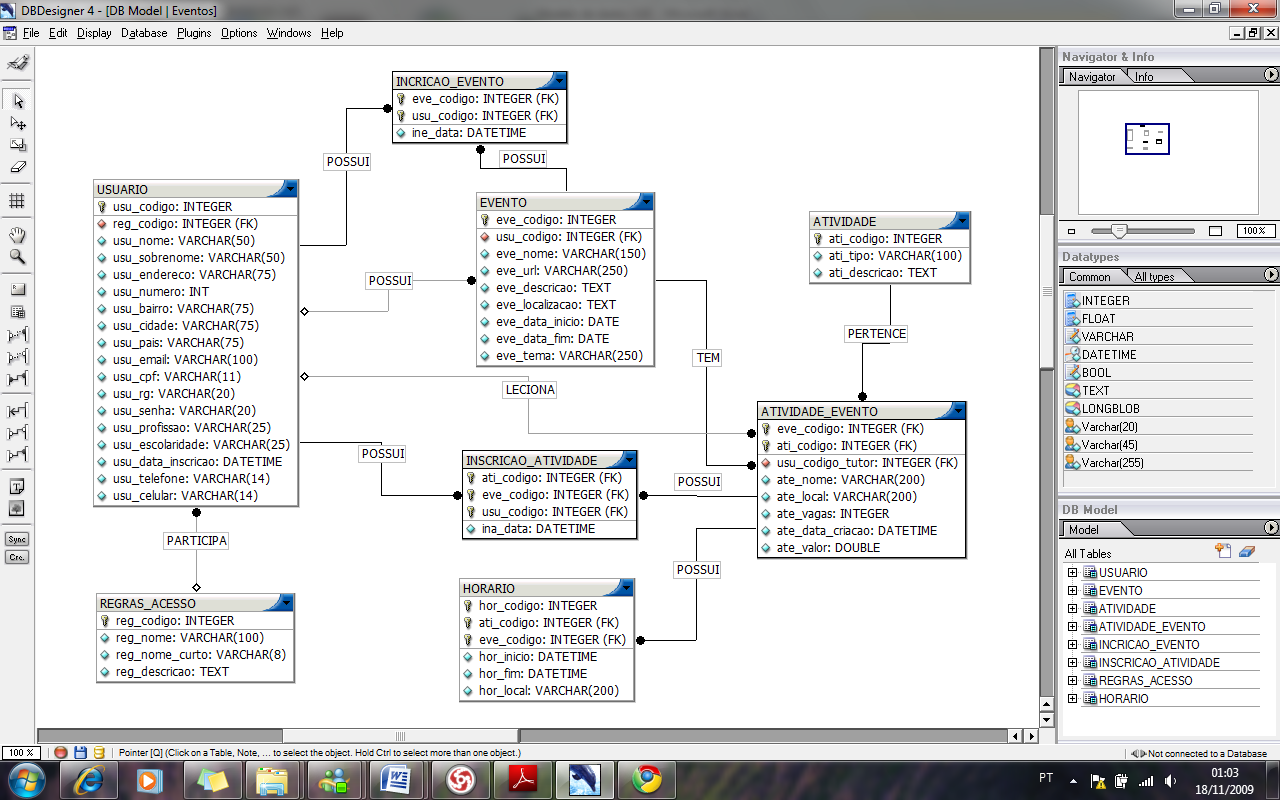 DBDesigner 4 - [DB Model | Eventos]
File Edit Display Database Plugins Options Windows Help
INCRICAO_EVENTO
eve_codigo: INTEGER (FK)
usu_codigo: INTEGER (FK)
ine_data: DATETIME
POSSUI
POSSUI
USUARIO
usu_codigo: INTEGER
reg_codigo: INTEGER (FK)
usu_nome: VARCHAR(50)
usu_sobrenome: VARCHAR(50)
usu_endereco: VARCHAR(75)
usu_numero: INT
usu_bairro: VARCHAR(75)
usu_cidade: VARCHAR(75)
usu_pais: VARCHAR(75)
usu_email: VARCHAR(100)
usu_cpf: VARCHAR(11)
usu_rg: VARCHAR(20)
usu_senha: VARCHAR(20)
usu_profissao: VARCHAR(25)
usu_escolaridade: VARCHAR(25)
usu_data_inscricao: DATETIME
usu_telefone: VARCHAR(14)
usu_celular: VARCHAR(14)
EVENTO
eve_codigo: INTEGER
usu_codigo: INTEGER (FK)
eve_nome: VARCHAR(150)
eve_url: VARCHAR(250)
eve_descricao: TEXT
eve_localizacao: TEXT
eve_data_inicio: DATE
eve_data_fim: DATE
eve_tema: VARCHAR(250)
ATIVIDADE
ati_codigo: INTEGER
ati_tipo: VARCHAR(100)
ati_descricao: TEXT
POSSUI
PERTENCE
TEM
LECIONA
ATIVIDADE_EVENTO
eve_codigo: INTEGER (FK)
ati_codigo: INTEGER (FK)
usu_codigo_tutor: INTEGER (FK)
ate_nome: VARCHAR(200)
ate_local: VARCHAR(200)
ate_vagas: INTEGER
ate_data_criacao: DATETIME
ate_valor: DOUBLE
POSSUI
INSCRICAO_ATIVIDADE
ati_codigo: INTEGER (FK)
eve_codigo: INTEGER (FK)
usu_codigo: INTEGER (FK)
ina_data: DATETIME
POSSUI
PARTICIPA
POSSUI
REGRAS_ACESSO
reg_codigo: INTEGER
reg_nome: VARCHAR(100)
reg_nome_curto: VARCHAR(8)
reg_descricao: TEXT
HORARIO
hor_codigo: INTEGER
ati_codigo: INTEGER (FK)
eve_codigo: INTEGER (FK)
hor_inicio: DATETIME
hor_fim: DATETIME
hor_local: VARCHAR(200)
Sync
Crc.
Navigator & Info
Navigator Info
100%
Datatypes
Common All types
INTEGER
FLOAT
VARCHAR
DATETIME
BOOL
TEXT
LONGBLOB
Varchar(20)
Varchar(45)
Varchar(255)
DB Model
Model
All Tables
USUARIO
EVENTO
ATIVIDADE
ATIVIDADE_EVENTO
INCRICAO_EVENTO
INSCRICAO_ATIVIDADE
REGRAS_ACESSO
HORARIO
100 % Pointer [Q] (Click on a Table, Note, ... to select the object. Hold Ctrl to select more than one object.) Not connected to a Database
PT 01:03
18/11/2009